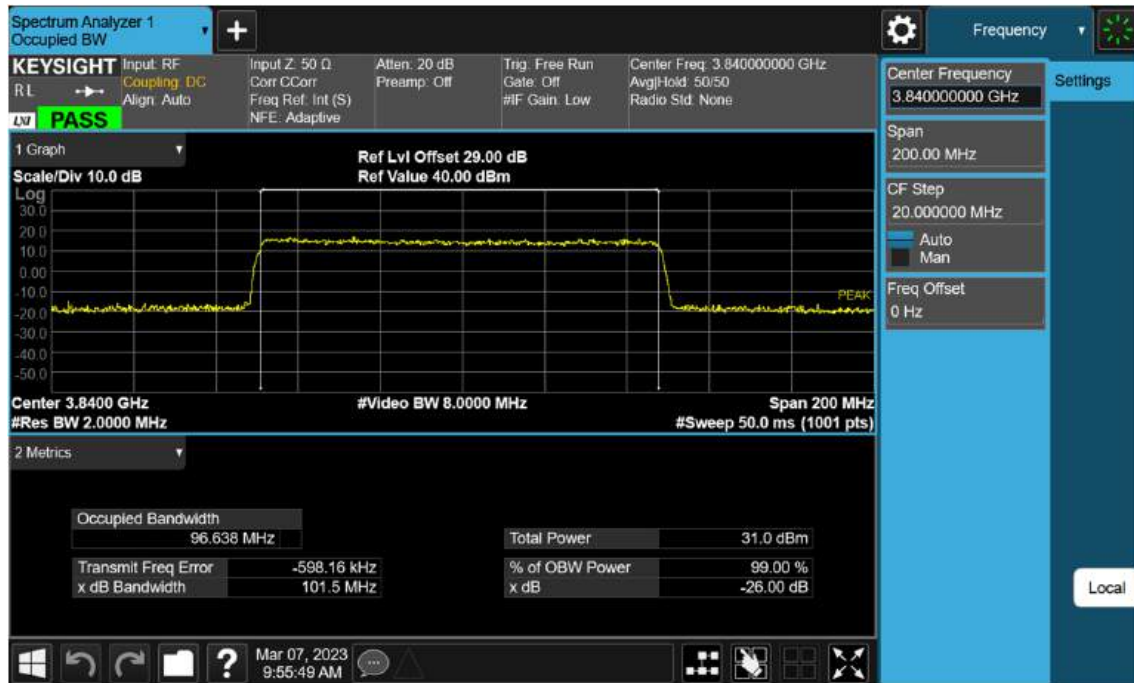 Spectrum Analyzer 1
Occupied BW
Frequency
KEYSIGHT
RL
LXI
PASS
Input: RF
Coupling: DC
Align: Auto
Input Z: 50 Ω
Corr CCorr
Freq Ref: Int (S)
NFE: Adaptive
Atten: 20 dB
Preamp: Off
Trig: Free Run
Gate: Off
#IF Gain: Low
Center Freq: 3.840000000 GHz
Avg|Hold: 50/50
Radio Std: None
Center Frequency
3.840000000 GHz
Settings
Span
200.00 MHz
CF Step
20.000000 MHz
Auto
Man
Freq Offset
0 Hz
Local
1 Graph
Scale/Div 10.0 dB
Ref Lvl Offset 29.00 dB
Ref Value 40.00 dBm
Log
30.0
20.0
10.0
0.00
-10.0
-20.0
-30.0
-40.0
-50.0
PEAK
Center 3.8400 GHz
#Video BW 8.0000 MHz
Span 200 MHz
#Res BW 2.0000 MHz
#Sweep 50.0 ms (1001 pts)
2 Metrics
Occupied Bandwidth
96.638 MHz
Total Power 31.0 dBm
Transmit Freq Error -598.16 kHz
% of OBW Power 99.00 %
x dB Bandwidth 101.5 MHz
x dB -26.00 dB
?
Mar 07, 2023
9:55:49 AM